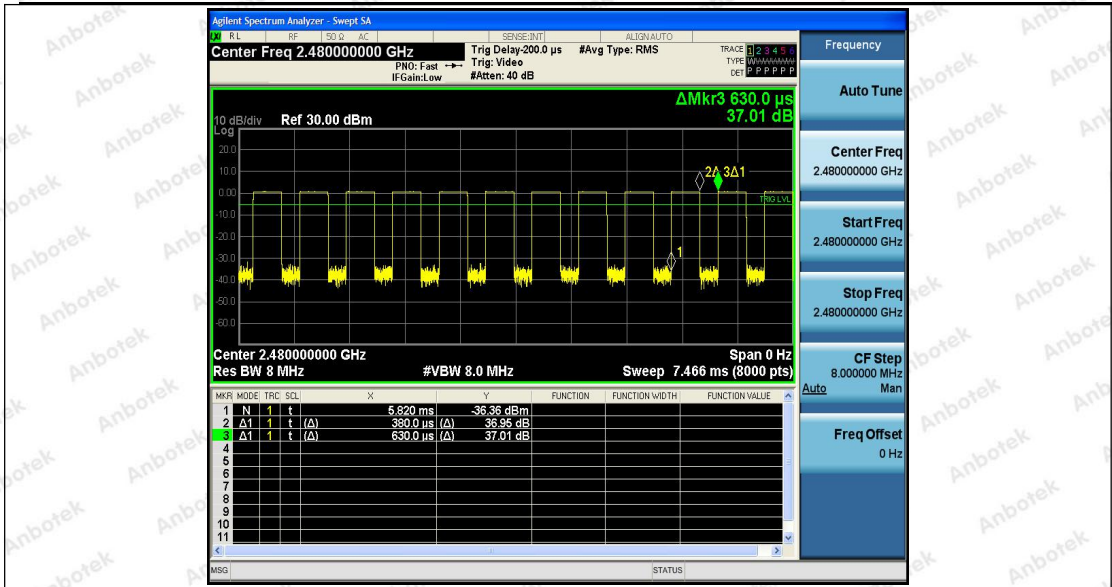 Agilent Spectrum Analyzer - Swept SA
RL RF 50 Ω AC SENSE:INT ALIGN AUTO
Center Freq 2.480000000 GHz
PNO: Fast
IFGain:Low
Trig Delay-200.0 µs
Trig: Video
#Atten: 40 dB
#Avg Type: RMS
TRACE 1 2 3 4 5 6
TYPE WWWWWW
DET P P P P P P
ΔMkr3 630.0 µs
37.01 dB
10 dB/div Ref 30.00 dBm
Log
20.0
10.0
0.00
-10.0
-20.0
-30.0
-40.0
-50.0
-60.0
2Δ 3Δ1
TRIG LVL
1
Center 2.480000000 GHz Span 0 Hz
Res BW 8 MHz #VBW 8.0 MHz Sweep 7.466 ms (8000 pts)
MKR MODE TRC SCL X Y FUNCTION FUNCTION WIDTH FUNCTION VALUE
1 N 1 t 5.820 ms -36.36 dBm
2 Δ1 1 t (Δ) 380.0 µs (Δ) 36.95 dB
3 Δ1 1 t (Δ) 630.0 µs (Δ) 37.01 dB
4
5
6
7
8
9
10
11
MSG STATUS
Frequency
Auto Tune
Center Freq
2.480000000 GHz
Start Freq
2.480000000 GHz
Stop Freq
2.480000000 GHz
CF Step
8.000000 MHz
Auto Man
Freq Offset
0 Hz
Anbotek